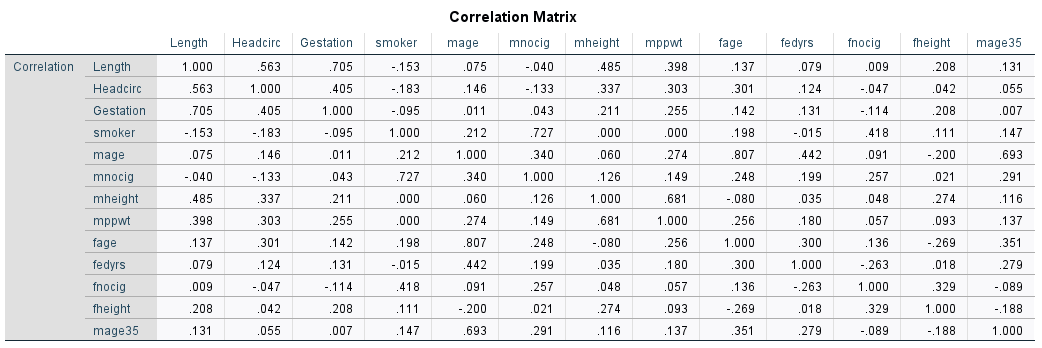 Correlation Matrix
Length Headcirc Gestation smoker mage mnocig mheight mppwt fage fedyrs fnocig fheight mage35
Correlation Length 1.000 .563 .705 -.153 .075 -.040 .485 .398 .137 .079 .009 .208 .131
Headcirc .563 1.000 .405 -.183 .146 -.133 .337 .303 .301 .124 -.047 .042 .055
Gestation .705 .405 1.000 -.095 .011 .043 .211 .255 .142 .131 -.114 .208 .007
smoker -.153 -.183 -.095 1.000 .212 .727 .000 .000 .198 -.015 .418 .111 .147
mage .075 .146 .011 .212 1.000 .340 .060 .274 .807 .442 .091 -.200 .693
mnocig -.040 -.133 .043 .727 .340 1.000 .126 .149 .248 .199 .257 .021 .291
mheight .485 .337 .211 .000 .060 .126 1.000 .681 -.080 .035 .048 .274 .116
mppwt .398 .303 .255 .000 .274 .149 .681 1.000 .256 .180 .057 .093 .137
fage .137 .301 .142 .198 .807 .248 -.080 .256 1.000 .300 .136 -.269 .351
fedyrs .079 .124 .131 -.015 .442 .199 .035 .180 .300 1.000 -.263 .018 .279
fnocig .009 -.047 -.114 .418 .091 .257 .048 .057 .136 -.263 1.000 .329 -.089
fheight .208 .042 .208 .111 -.200 .021 .274 .093 -.269 .018 .329 1.000 -.188
mage35 .131 .055 .007 .147 .693 .291 .116 .137 .351 .279 -.089 -.188 1.000